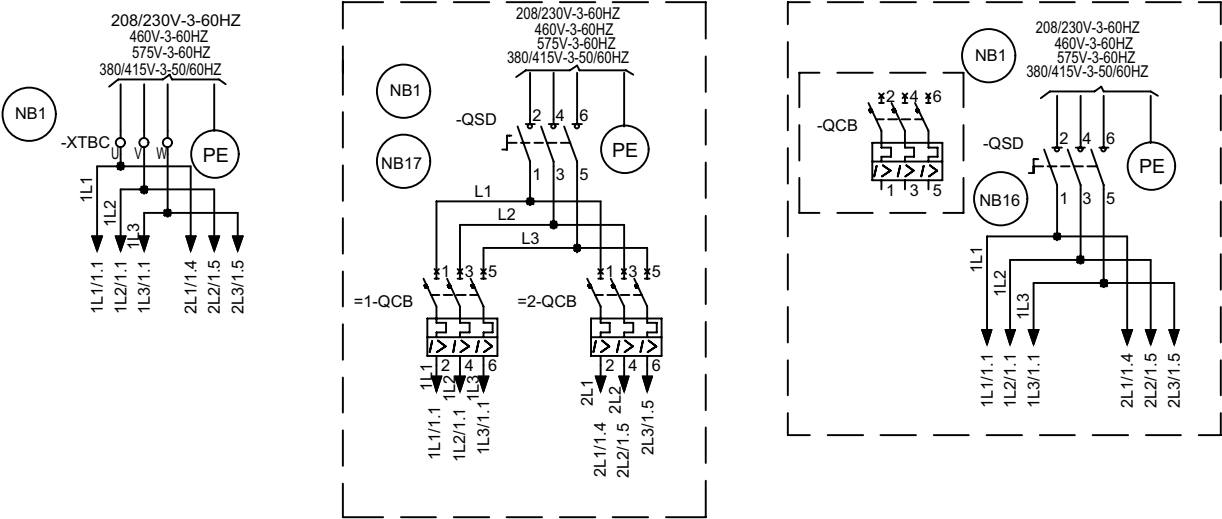 208/230V-3-60HZ
460V-3-60HZ
575V-3-60HZ
380/415V-3-50/60HZ
NB1
-XTBC
U V W
PE
1L1
1L2
1L3
1L1/1.1
1L2/1.1
1L3/1.1
2L1/1.4
2L2/1.5
2L3/1.5
208/230V-3-60HZ
460V-3-60HZ
575V-3-60HZ
380/415V-3-50/60HZ
NB1
-QSD
2 4 6
PE
NB17
1 3 5
L1
L2
L3
=1-QCB
1 3 5
I> I> I>
2 4 6
1L1
1L2
1L3
1L1/1.1
1L2/1.1
1L3/1.1
=2-QCB
1 3 5
I> I> I>
2 4 6
2L1
2L2
2L1/1.4
2L2/1.5
2L3/1.5
208/230V-3-60HZ
460V-3-60HZ
575V-3-60HZ
380/415V-3-50/60HZ
NB1
-QCB
2 4 6
I> I> I>
1 3 5
-QSD
2 4 6
PE
NB16
1 3 5
1L1
1L2
1L3
1L1/1.1
1L2/1.1
1L3/1.1
2L1/1.4
2L2/1.5
2L3/1.5